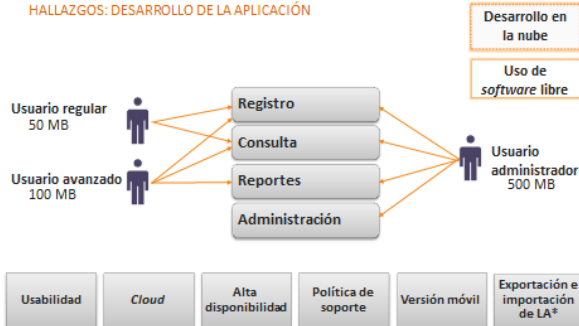 HALLAZGOS: DESARROLLO DE LA APLICACIÓN
Desarrollo en
la nube
Uso de
software libre
Usuario regular
50 MB
Usuario avanzado
100 MB
Registro
Consulta
Reportes
Administración
Usuario
administrador
500 MB
Usabilidad
Cloud
Alta
disponibilidad
Política de
soporte
Versión móvil
Exportación e
importación
de LA*